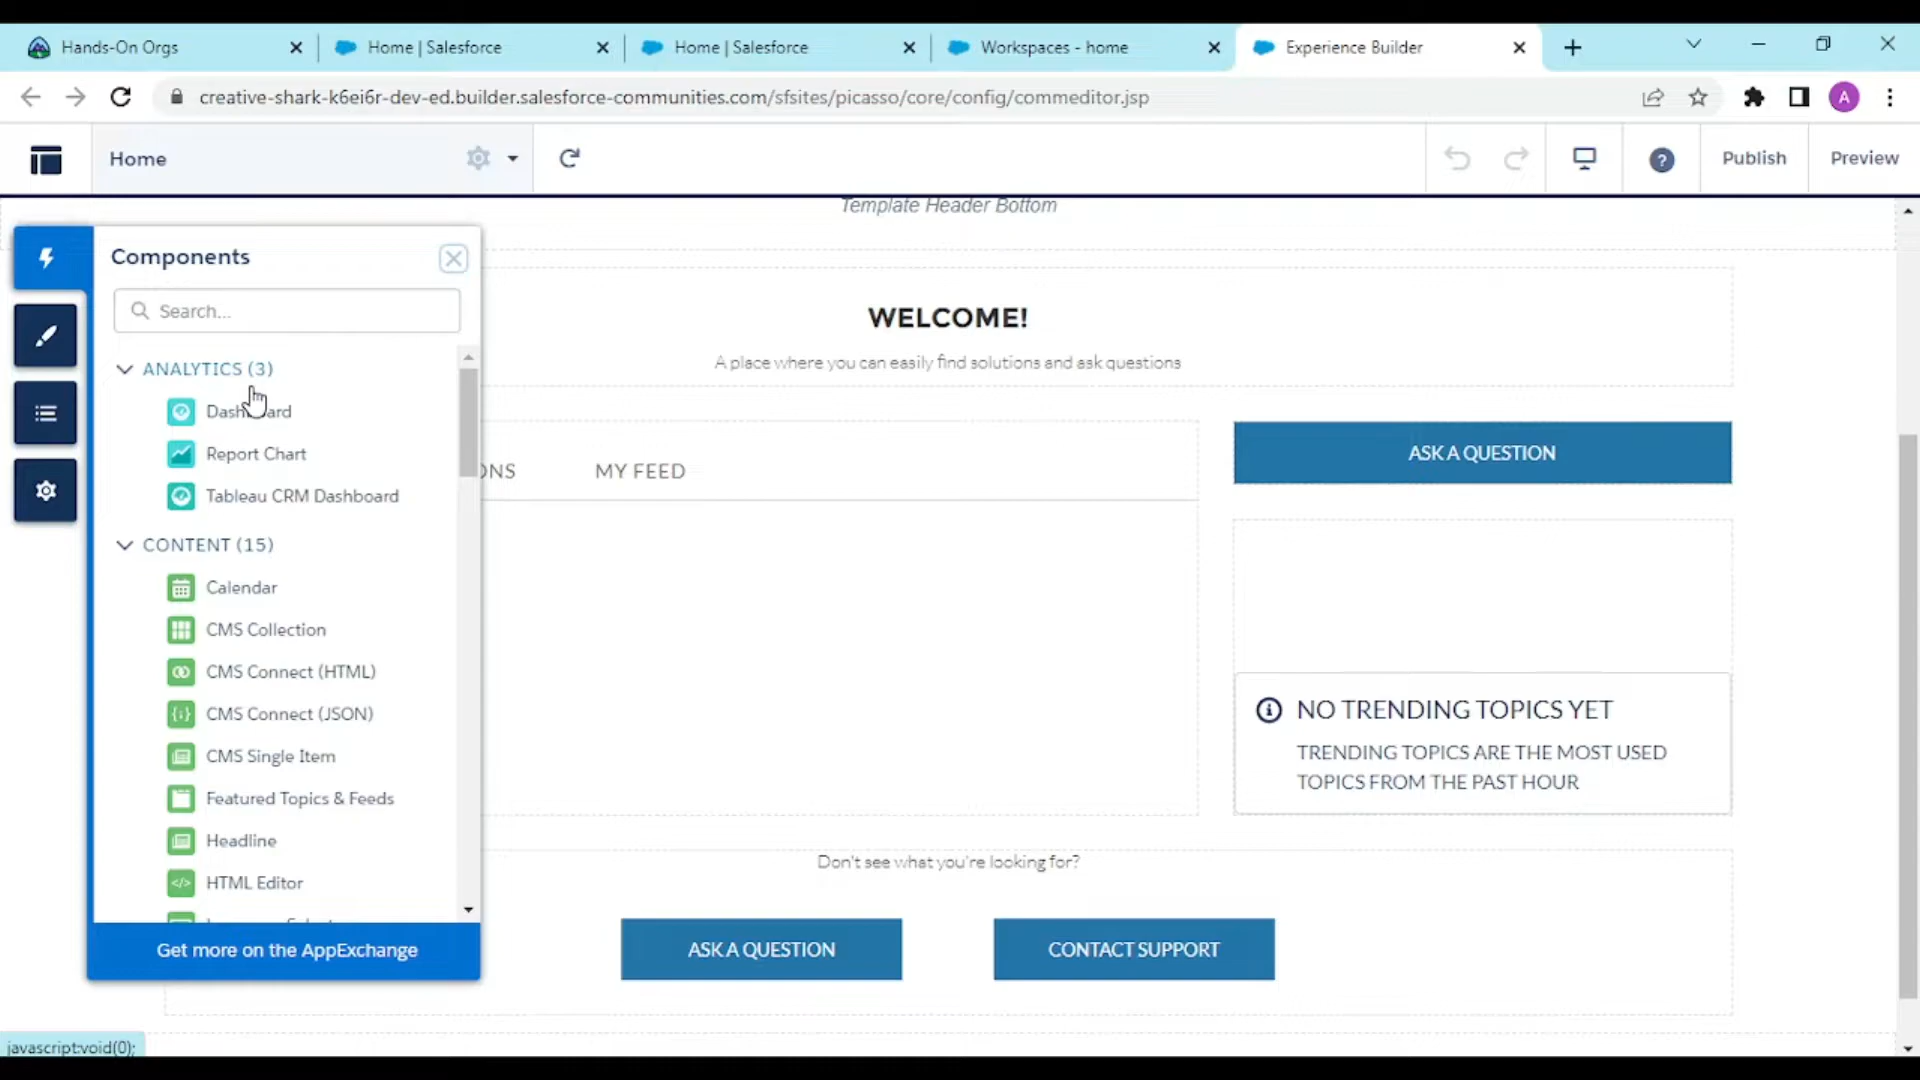 Hands-On Orgs
Home | Salesforce
Home | Salesforce
Workspaces - home
Experience Builder
creative-shark-k6ei6r-dev-ed.builder.salesforce-communities.com/sfsites/picasso/core/config/commeditor.jsp
A
Home
?
Publish
Preview
Template Header Bottom
Components
Search...
ANALYTICS (3)
Dashboard
Report Chart
Tableau CRM Dashboard
CONTENT (15)
Calendar
CMS Collection
CMS Connect (HTML)
CMS Connect (JSON)
CMS Single Item
Featured Topics & Feeds
Headline
HTML Editor
Get more on the AppExchange
WELCOME!
A place where you can easily find solutions and ask questions
ONS
MY FEED
ASK A QUESTION
NO TRENDING TOPICS YET
TRENDING TOPICS ARE THE MOST USED
TOPICS FROM THE PAST HOUR
Don't see what you're looking for?
ASK A QUESTION
CONTACT SUPPORT
javascript:void(0);